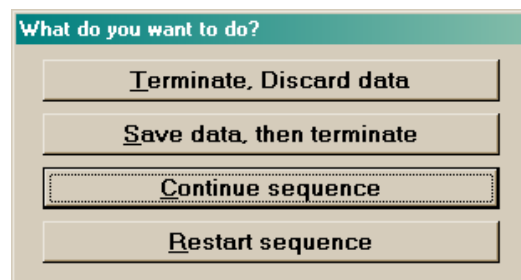 What do you want to do?
Terminate, Discard data
Save data, then terminate
Continue sequence
Restart sequence